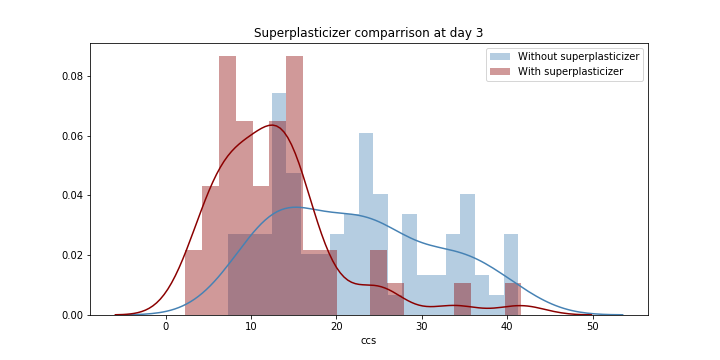 Superplasticizer comparrison at day 3
Without superplasticizer
With superplasticizer
0.08
0.06
0.04
0.02
0.00
0 10 20 30 40 50
ccs